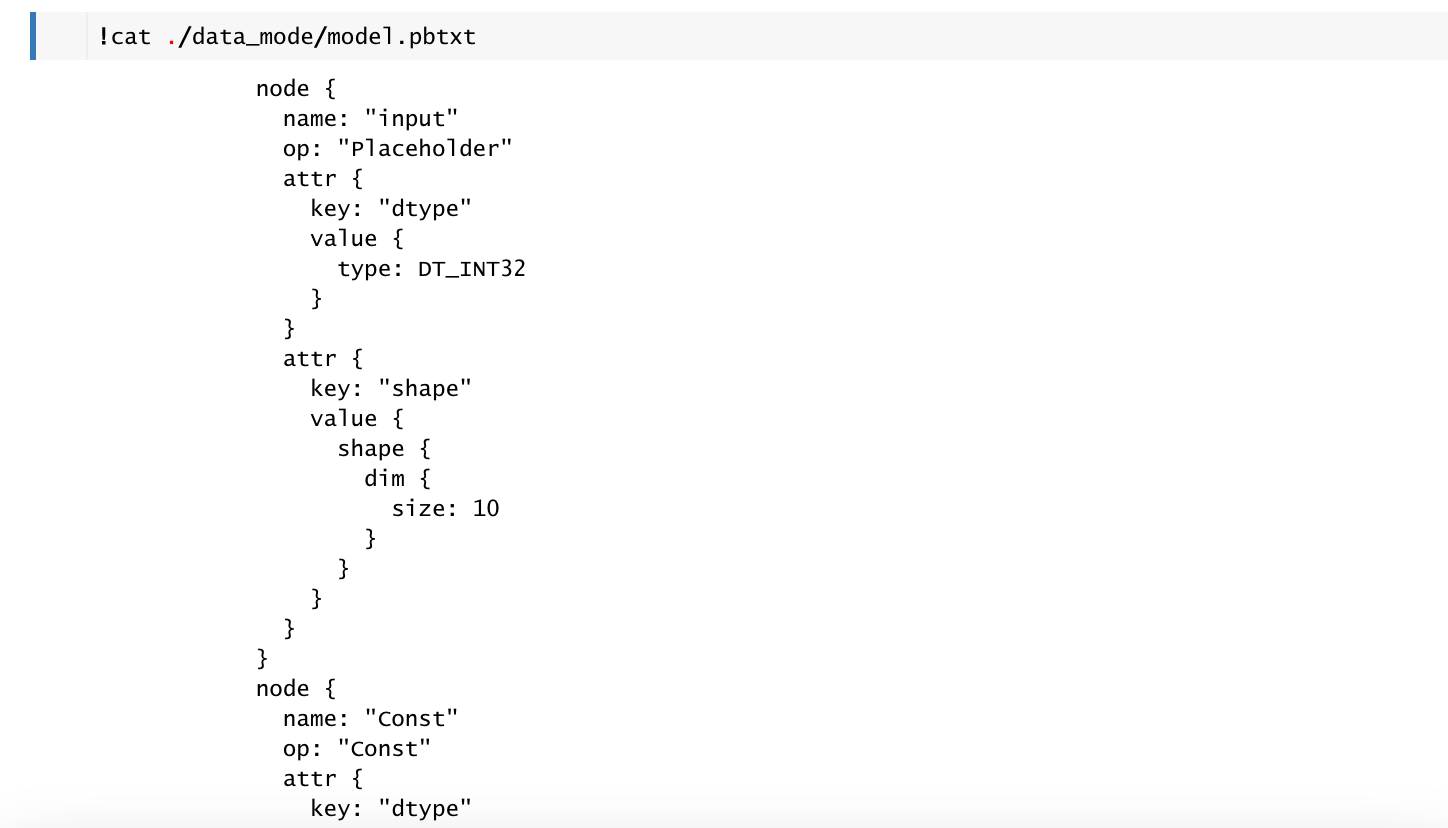 !cat ./data_mode/model.pbtxt
node {
  name: "input"
  op: "Placeholder"
  attr {
    key: "dtype"
    value {
      type: DT_INT32
    }
  }
  attr {
    key: "shape"
    value {
      shape {
        dim {
          size: 10
        }
      }
    }
  }
}
node {
  name: "Const"
  op: "Const"
  attr {
    key: "dtype"